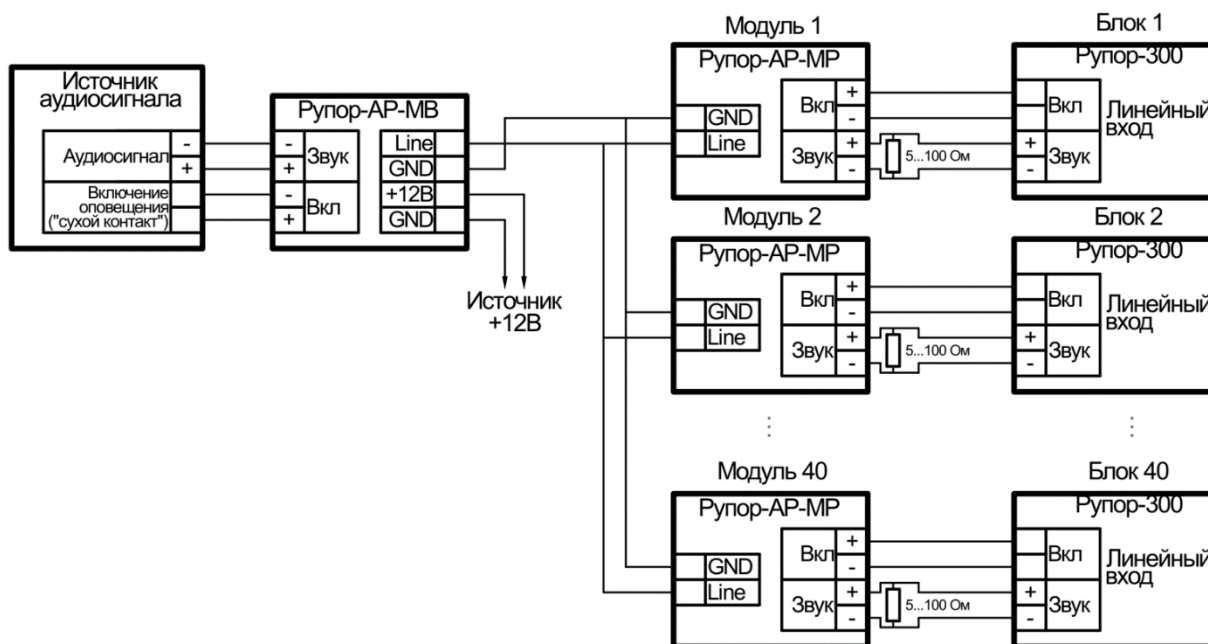 Источник
аудиосигнала
Аудиосигнал
-
+
Включение
оповещения
("сухой контакт")
Рупор-АР-МВ
-
+
Звук
-
+
Вкл
Line
GND
+12В
GND
Источник
+12В
Модуль 1
Рупор-АР-МР
GND
Line
Вкл
+
-
Звук
+
-
5...100 Ом
Блок 1
Рупор-300
Вкл
+
-
Звук
Линейный
вход
Модуль 2
Рупор-АР-МР
GND
Line
Вкл
+
-
Звук
+
-
5...100 Ом
Блок 2
Рупор-300
Вкл
+
-
Звук
Линейный
вход
Модуль 40
Рупор-АР-МР
GND
Line
Вкл
+
-
Звук
+
-
5...100 Ом
Блок 40
Рупор-300
Вкл
+
-
Звук
Линейный
вход